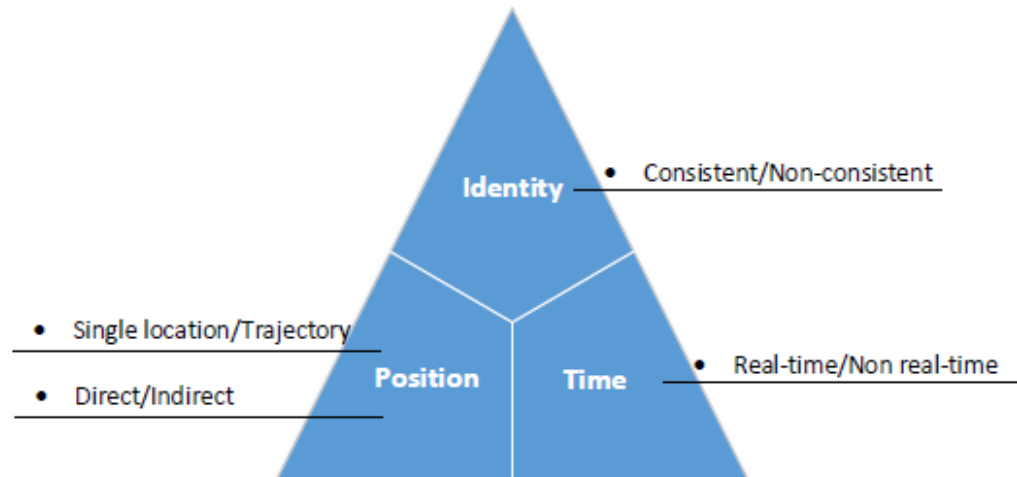 Identity
• Consistent/Non-consistent
• Single location/Trajectory
• Direct/Indirect
Position
Time
• Real-time/Non real-time